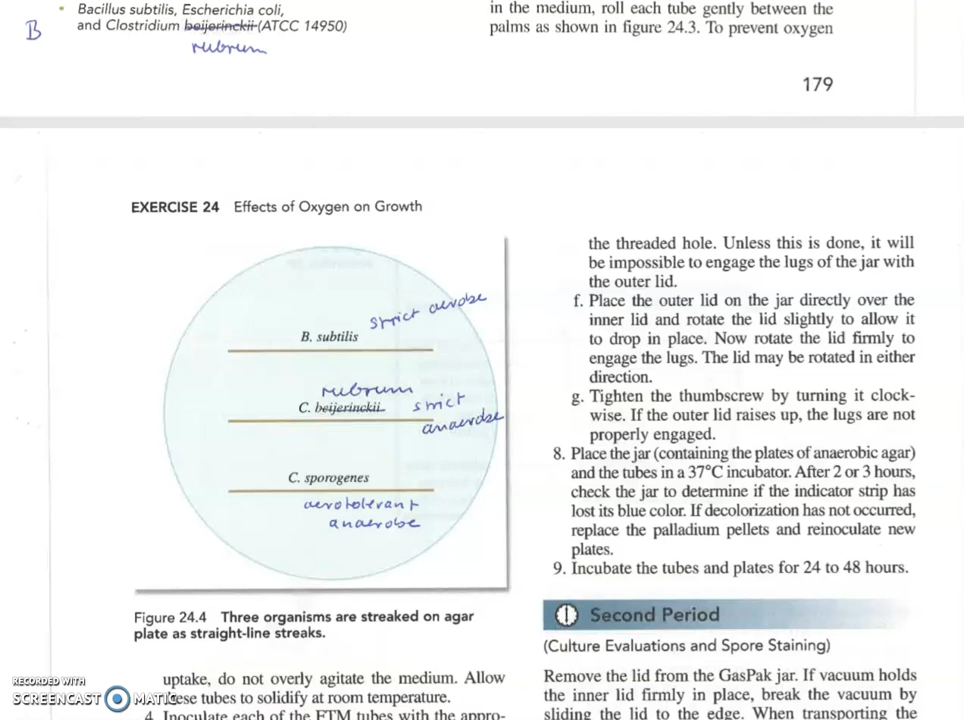 Bacillus subtilis, Escherichia coli,
and Clostridium beijerinckii (ATCC 14950)
B
rubrum
in the medium, roll each tube gently between the
palms as shown in figure 24.3. To prevent oxygen
179
EXERCISE 24 Effects of Oxygen on Growth
strict aerobe
B. subtilis
rubrum
C. beijerinckii
strict
anaerobe
C. sporogenes
aerotolerant
anaerobe
Figure 24.4 Three organisms are streaked on agar
plate as straight-line streaks.
uptake, do not overly agitate the medium. Allow
these tubes to solidify at room temperature.
4. Inoculate each of the FTM tubes with the appro-
the threaded hole. Unless this is done, it will
be impossible to engage the lugs of the jar with
the outer lid.
f. Place the outer lid on the jar directly over the
inner lid and rotate the lid slightly to allow it
to drop in place. Now rotate the lid firmly to
engage the lugs. The lid may be rotated in either
direction.
g. Tighten the thumbscrew by turning it clock-
wise. If the outer lid raises up, the lugs are not
properly engaged.
8. Place the jar (containing the plates of anaerobic agar)
and the tubes in a 37°C incubator. After 2 or 3 hours,
check the jar to determine if the indicator strip has
lost its blue color. If decolorization has not occurred,
replace the palladium pellets and reinoculate new
plates.
9. Incubate the tubes and plates for 24 to 48 hours.
Second Period
(Culture Evaluations and Spore Staining)
Remove the lid from the GasPak jar. If vacuum holds
the inner lid firmly in place, break the vacuum by
sliding the lid to the edge. When transporting the
RECORDED WITH
SCREENCAST MATIC